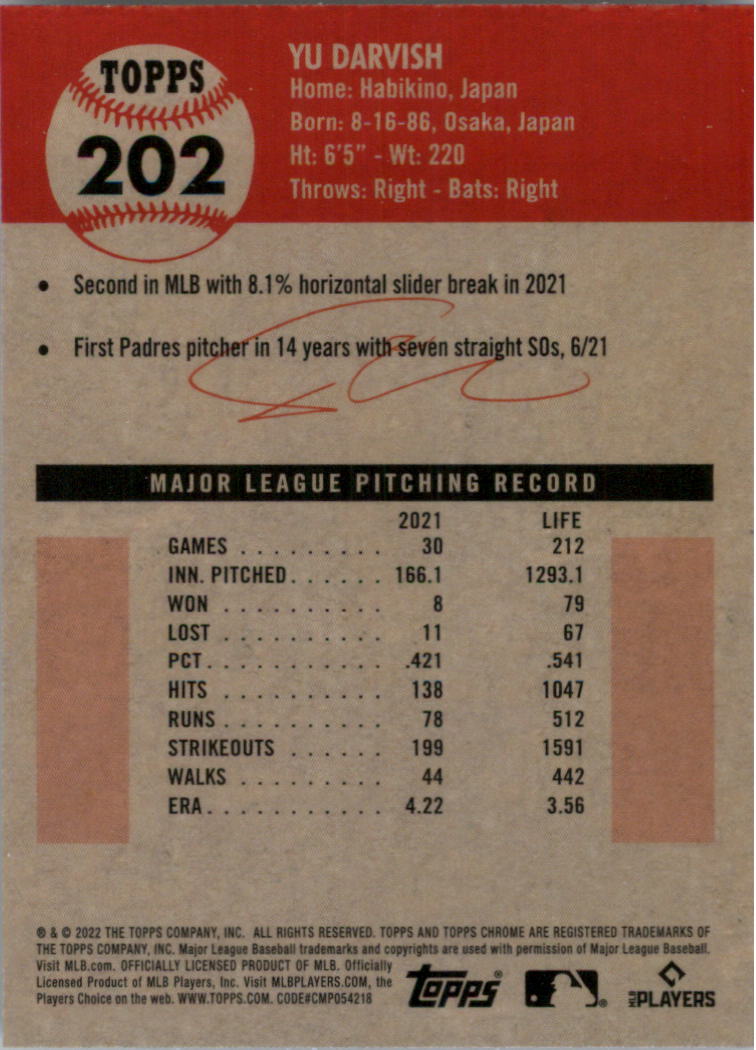 TOPPS
202
YU DARVISH
Home: Habikino, Japan
Born: 8-16-86, Osaka, Japan
Ht: 6'5" - Wt: 220
Throws: Right - Bats: Right
• Second in MLB with 8.1% horizontal slider break in 2021
• First Padres pitcher in 14 years with seven straight SOs, 6/21
MAJOR LEAGUE PITCHING RECORD
2021 LIFE
GAMES . . . . . . . . . . 30 212
INN. PITCHED . . . . . . 166.1 1293.1
WON . . . . . . . . . . 8 79
LOST . . . . . . . . . . . 11 67
PCT . . . . . . . . . . . .421 .541
HITS . . . . . . . . . . 138 1047
RUNS . . . . . . . . . . 78 512
STRIKEOUTS . . . . . . 199 1591
WALKS . . . . . . . . . 44 442
ERA . . . . . . . . . . . 4.22 3.56
® & © 2022 THE TOPPS COMPANY, INC. ALL RIGHTS RESERVED. TOPPS AND TOPPS CHROME ARE REGISTERED TRADEMARKS OF
THE TOPPS COMPANY, INC. Major League Baseball trademarks and copyrights are used with permission of Major League Baseball.
Visit MLB.com. OFFICIALLY LICENSED PRODUCT OF MLB. Officially
Licensed Product of MLB Players, Inc. Visit MLBPLAYERS.COM, the
Players Choice on the web. WWW.TOPPS.COM. CODE#CMP054218
Topps® ® MLB PLAYERS